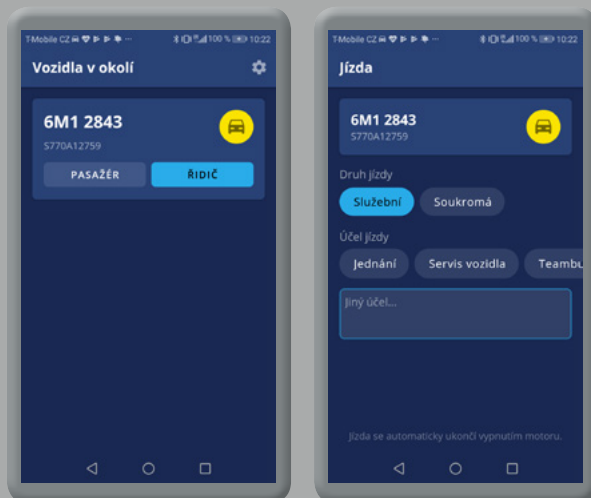 T-Mobile CZ
100 % 10:22
Vozidla v okolí
6M1 2843
S770A12759
PASAŽÉR
ŘIDIČ
T-Mobile CZ
100 % 10:22
Jízda
6M1 2843
S770A12759
Druh jízdy
Služební
Soukromá
Účel jízdy
Jednání
Servis vozidla
Teambu
Jiný účel...
Jízda se automaticky ukončí vypnutím motoru.